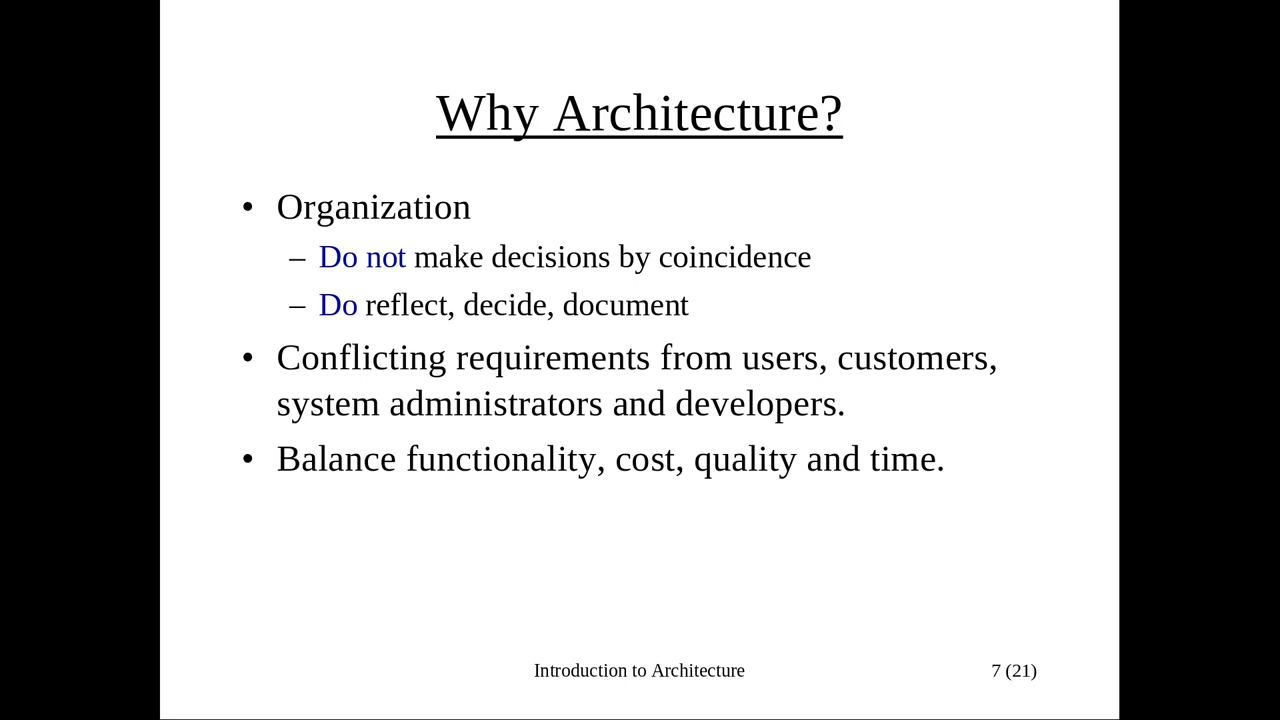 Why Architecture?
• Organization
– Do not make decisions by coincidence
– Do reflect, decide, document
• Conflicting requirements from users, customers,
system administrators and developers.
• Balance functionality, cost, quality and time.
Introduction to Architecture
7 (21)